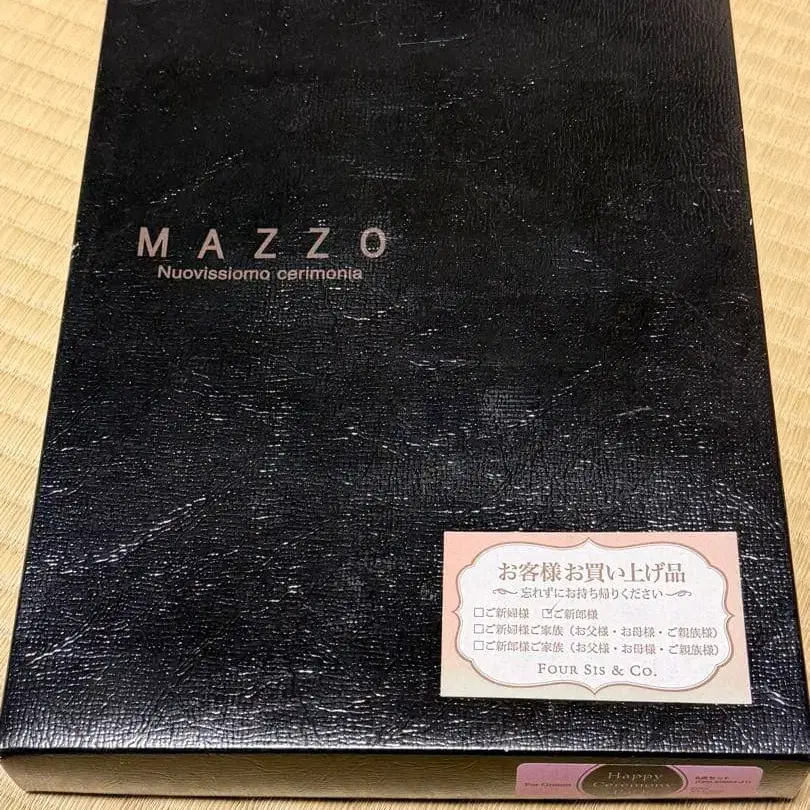 MAZZO
Nuovissiomo cerimonia
お客様お買い上げ品
忘れずにお持ち帰りください
□ご新婦様 ☑ご新郎様
□ご新婦様ご家族（お父様・お母様・ご親族様）
□ご新郎様ご家族（お父様・お母様・ご親族様）
FOUR SIS & CO.
For Groom
Happy
Ceremony